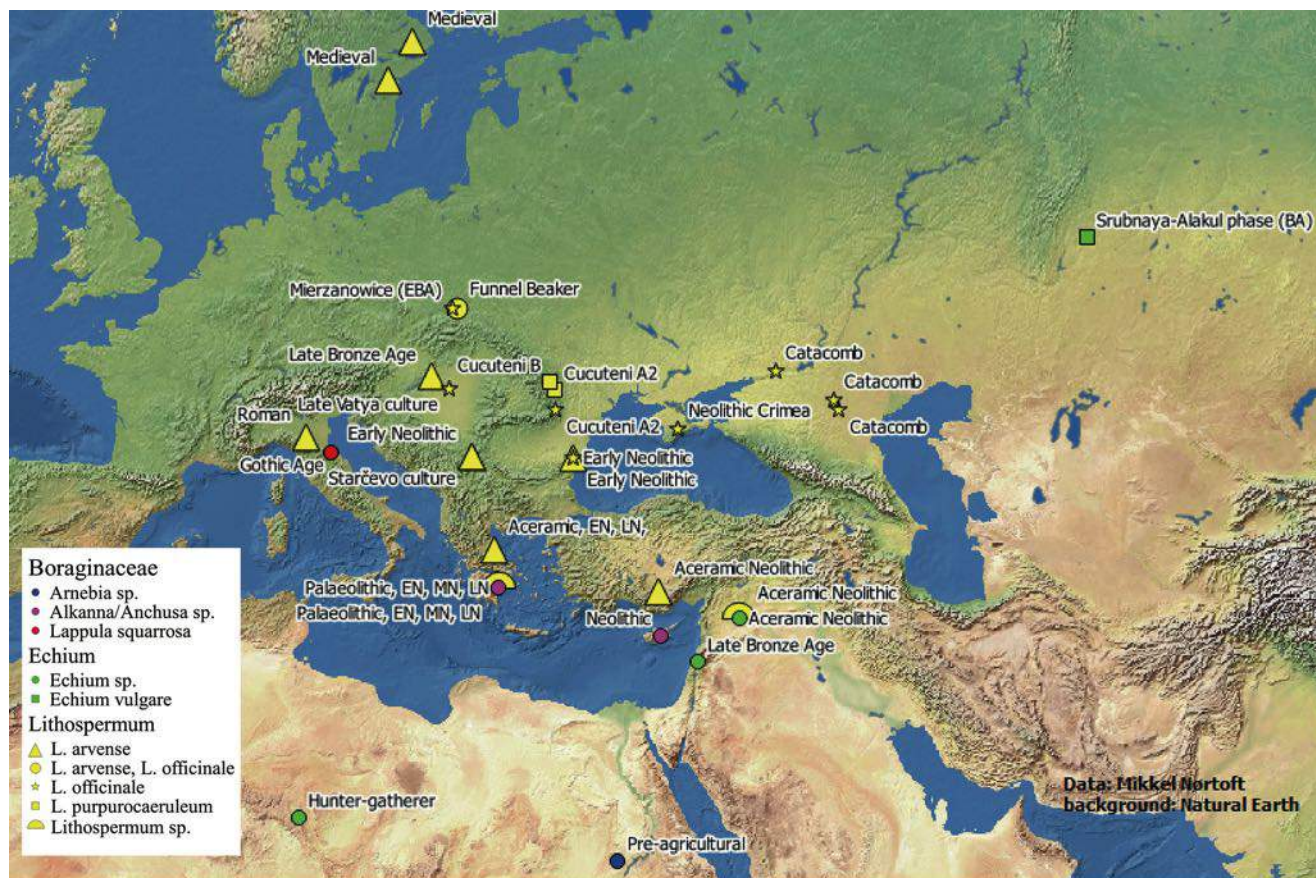 Medieval
Medieval
Srubnaya-Alakul phase (BA)
Mierzanowice (EBA)
Funnel Beaker
Late Bronze Age
Cucuteni B
Cucuteni A2
Catacomb
Catacomb
Late Vatya culture
Neolithic Crimea
Roman
Early Neolithic
Cucuteni A2
Catacomb
Gothic Age
Starčevo culture
Early Neolithic
Early Neolithic
Aceramic, EN, LN,
Aceramic Neolithic
Palaeolithic, EN, MN, LN
Aceramic Neolithic
Palaeolithic, EN, MN, LN
Neolithic
Aceramic Neolithic
Late Bronze Age
Hunter-gatherer
Pre-agricultural
Boraginaceae
Arnebia sp.
Alkanna/Anchusa sp.
Lappula squarrosa
Echium
Echium sp.
Echium vulgare
Lithospermum
L. arvense
L. arvense, L. officinale
L. officinale
L. purpurocaeruleum
Lithospermum sp.
Data: Mikkel Nørtoft
background: Natural Earth